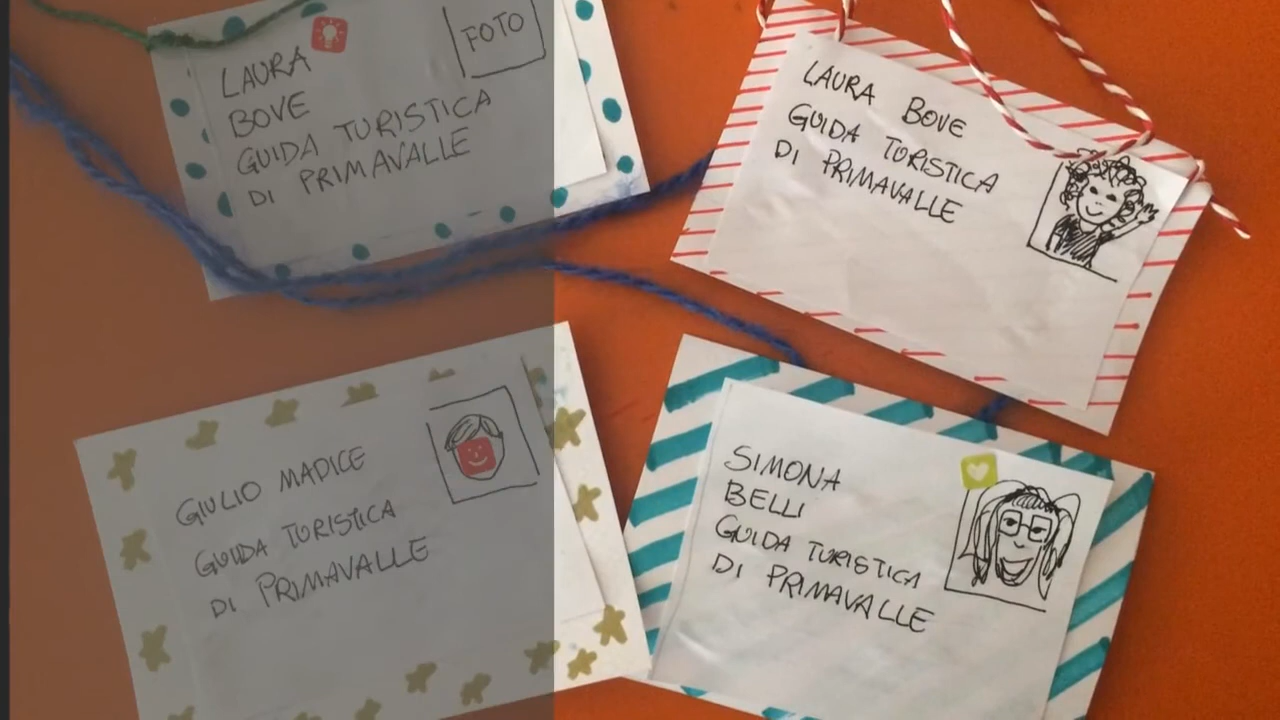 LAURA
BOVE
GUIDA TURISTICA
DI PRIMAVALLE
FOTO
LAURA BOVE
GUIDA TURISTICA
DI PRIMAVALLE
GIULIO MADICE
GUIDA TURISTICA
DI PRIMAVALLE
SIMONA
BELLI
GUIDA TURISTICA
DI PRIMAVALLE